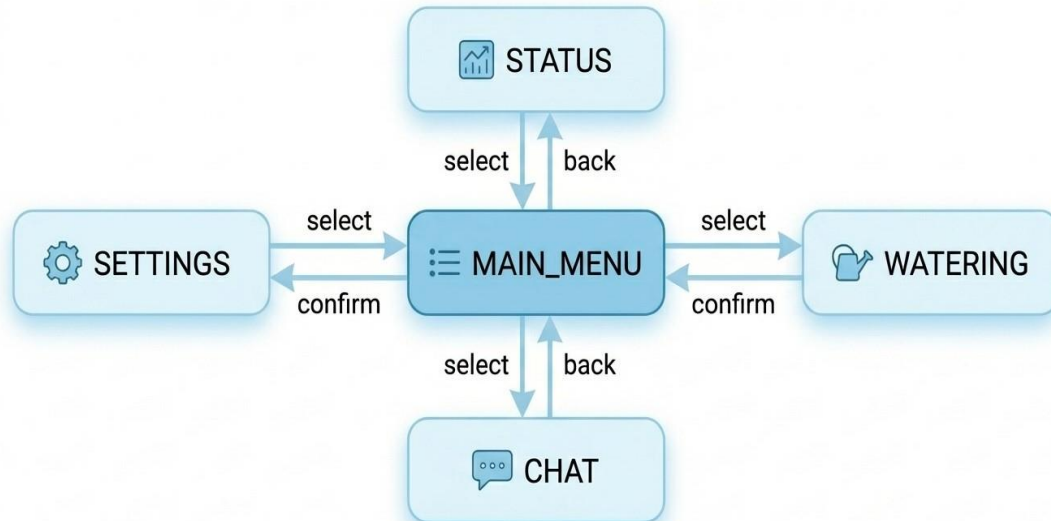 STATUS
select back
select select
SETTINGS MAIN_MENU WATERING
confirm confirm
select back
CHAT